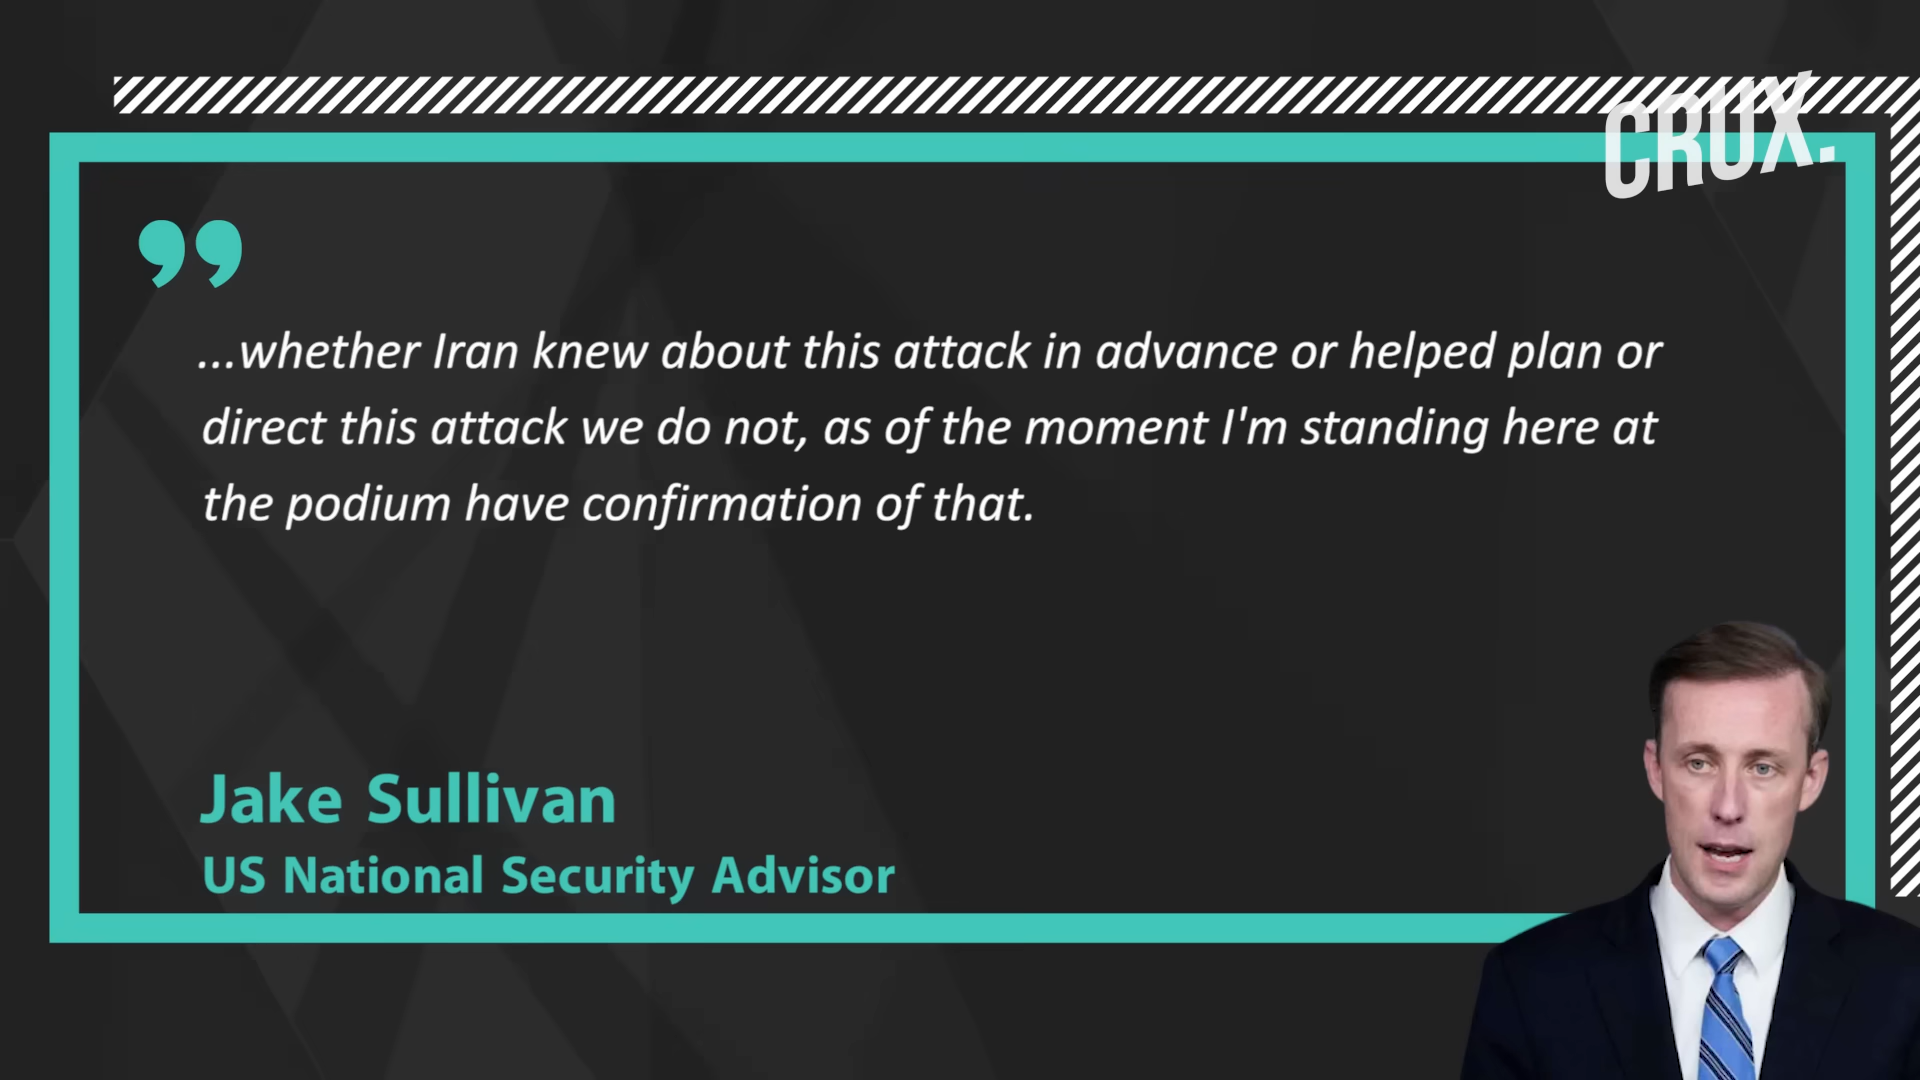 CRUX.
”
...whether Iran knew about this attack in advance or helped plan or
direct this attack we do not, as of the moment I'm standing here at
the podium have confirmation of that.
Jake Sullivan
US National Security Advisor